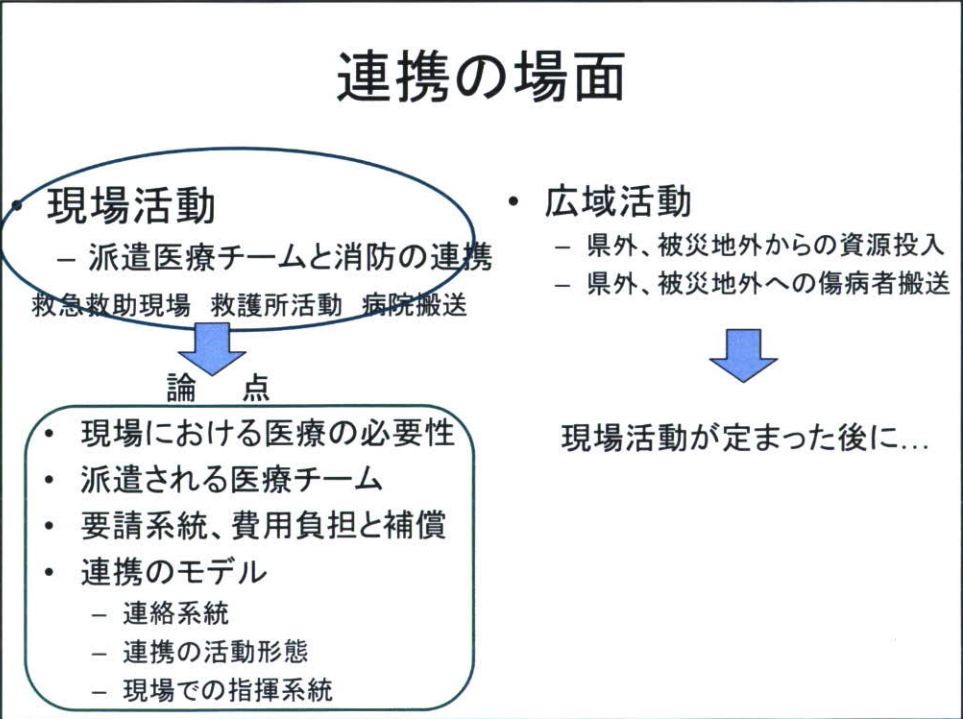 連携の場面
• 現場活動
– 派遣医療チームと消防の連携
救急救助現場 救護所活動 病院搬送
論 点
• 現場における医療の必要性
• 派遣される医療チーム
• 要請系統、費用負担と補償
• 連携のモデル
– 連絡系統
– 連携の活動形態
– 現場での指揮系統
• 広域活動
– 県外、被災地外からの資源投入
– 県外、被災地外への傷病者搬送
現場活動が定まった後に…